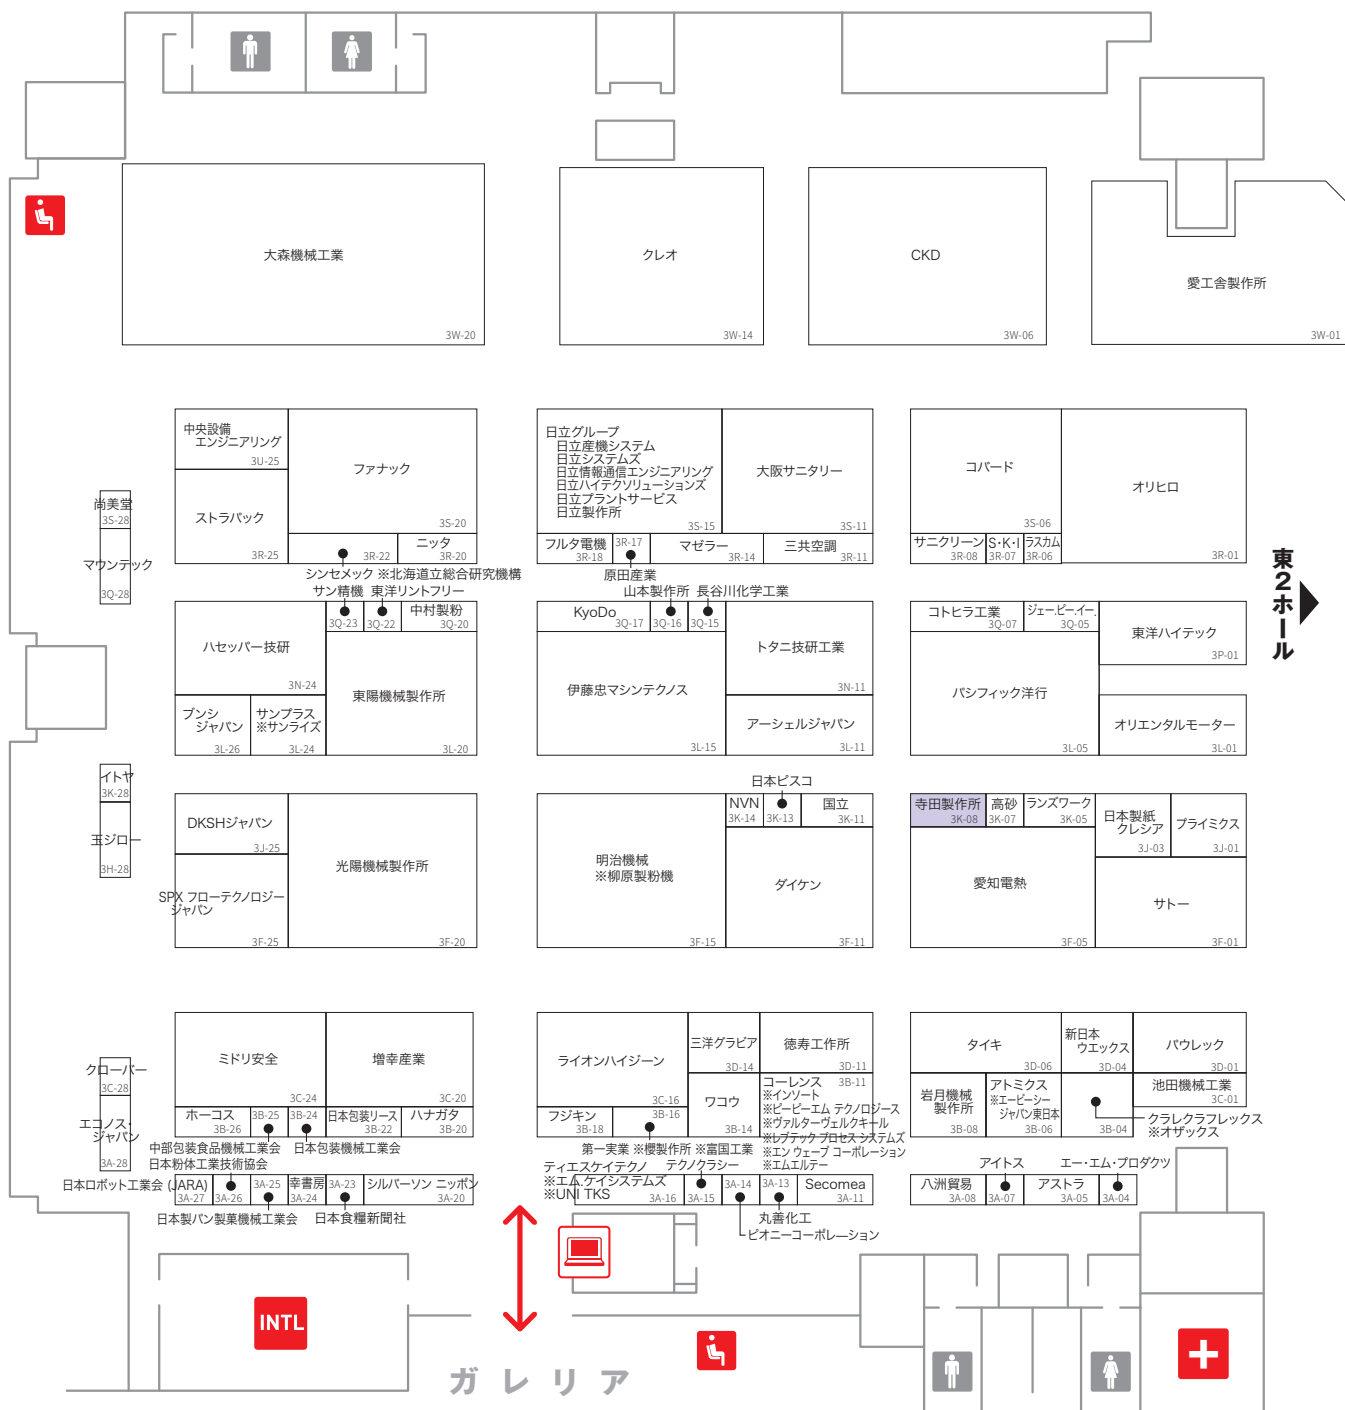 大森機械工業
3W-20
クレオ
3W-14
CKD
3W-06
愛工舎製作所
3W-01
中央設備
エンジニアリング
3U-25
ファナック
3S-20
ストラパック
3R-25
3R-22
シンセメック ※北海道立総合研究機構
ニッタ
3R-20
日立グループ
日立産機システム
日立システムズ
日立情報通信エンジニアリング
日立ハイテクソリューションズ
日立プラントサービス
日立製作所
3S-15
大阪サニタリー
3S-11
フルタ電機
3R-18
3R-17
原田産業
マゼラー
3R-14
三共空調
3R-11
コバード
3S-06
オリヒロ
3R-01
サニクリーン
3R-08
S・K・I
3R-07
ラスカム
3R-06
尚美堂
3S-28
マウンテック
3Q-28
東2ホール
サン精機
3Q-23
東洋リントフリー
3Q-22
中村製粉
3Q-20
ハセッパー技研
3N-24
東陽機械製作所
3L-20
ブンシ
ジャパン
3L-26
サンプラス
※サンライズ
3L-24
KyoDo
3Q-17
山本製作所
3Q-16
長谷川化学工業
3Q-15
トタニ技研工業
3N-11
伊藤忠マシンテクノス
3L-15
アーシェルジャパン
3L-11
コトヒラ工業
3Q-07
ジェー.ピー.イー.
3Q-05
東洋ハイテック
3P-01
パシフィック洋行
3L-05
オリエンタルモーター
3L-01
イトヤ
3K-28
玉ジロー
3H-28
DKSHジャパン
3J-25
SPX フローテクノロジー
ジャパン
3F-25
光陽機械製作所
3F-20
明治機械
※柳原製粉機
3F-15
NVN
3K-14
日本ピスコ
3K-13
国立
3K-11
ダイケン
3F-11
寺田製作所
3K-08
高砂
3K-07
ランズワーク
3K-05
日本製紙
クレシア
3J-03
プライミクス
3J-01
愛知電熱
3F-05
サトー
3F-01
クローバー
3C-28
エコノス・
ジャパン
3A-28
ミドリ安全
3C-24
増幸産業
3C-20
ホーコス
3B-26
3B-25
中部包装食品機械工業会
3B-24
日本包装機械工業会
日本包装リース
3B-22
ハナガタ
3B-20
ライオンハイジーン
3C-16
三洋グラビア
3D-14
徳寿工作所
3D-11
フジキン
3B-18
3B-16
第一実業 ※櫻製作所 ※富国工業
ワコウ
3B-14
コーレンス
3B-11
※インソート
※ピーピーエム テクノロジース
※ヴァルターヴェルクキール
※レブテック プロセス システムズ
※エン ウェーブ コーポレーション
※エムエルテー
タイキ
3D-06
新日本
ウエックス
3D-04
パウレック
3D-01
岩月機械
製作所
3B-08
アトミクス
※エービーシー
ジャパン東日本
3B-06
3B-04
クラレクラフレックス
※オザックス
池田機械工業
3C-01
日本粉体工業技術協会
日本ロボット工業会 (JARA)
3A-27
3A-26
3A-25
日本製パン製菓機械工業会
幸書房
3A-24
3A-23
日本食糧新聞社
シルバーソン ニッポン
3A-20
ティエスケイテクノ
※エム.ケイシステムズ
※UNI TKS
3A-16
テクノクラシー
3A-15
3A-14
ピオニーコーポレーション
3A-13
丸善化工
Secomea
3A-11
八洲貿易
3A-08
アイトス
3A-07
アストラ
3A-05
エー・エム・プロダクツ
3A-04
INTL
ガレリア